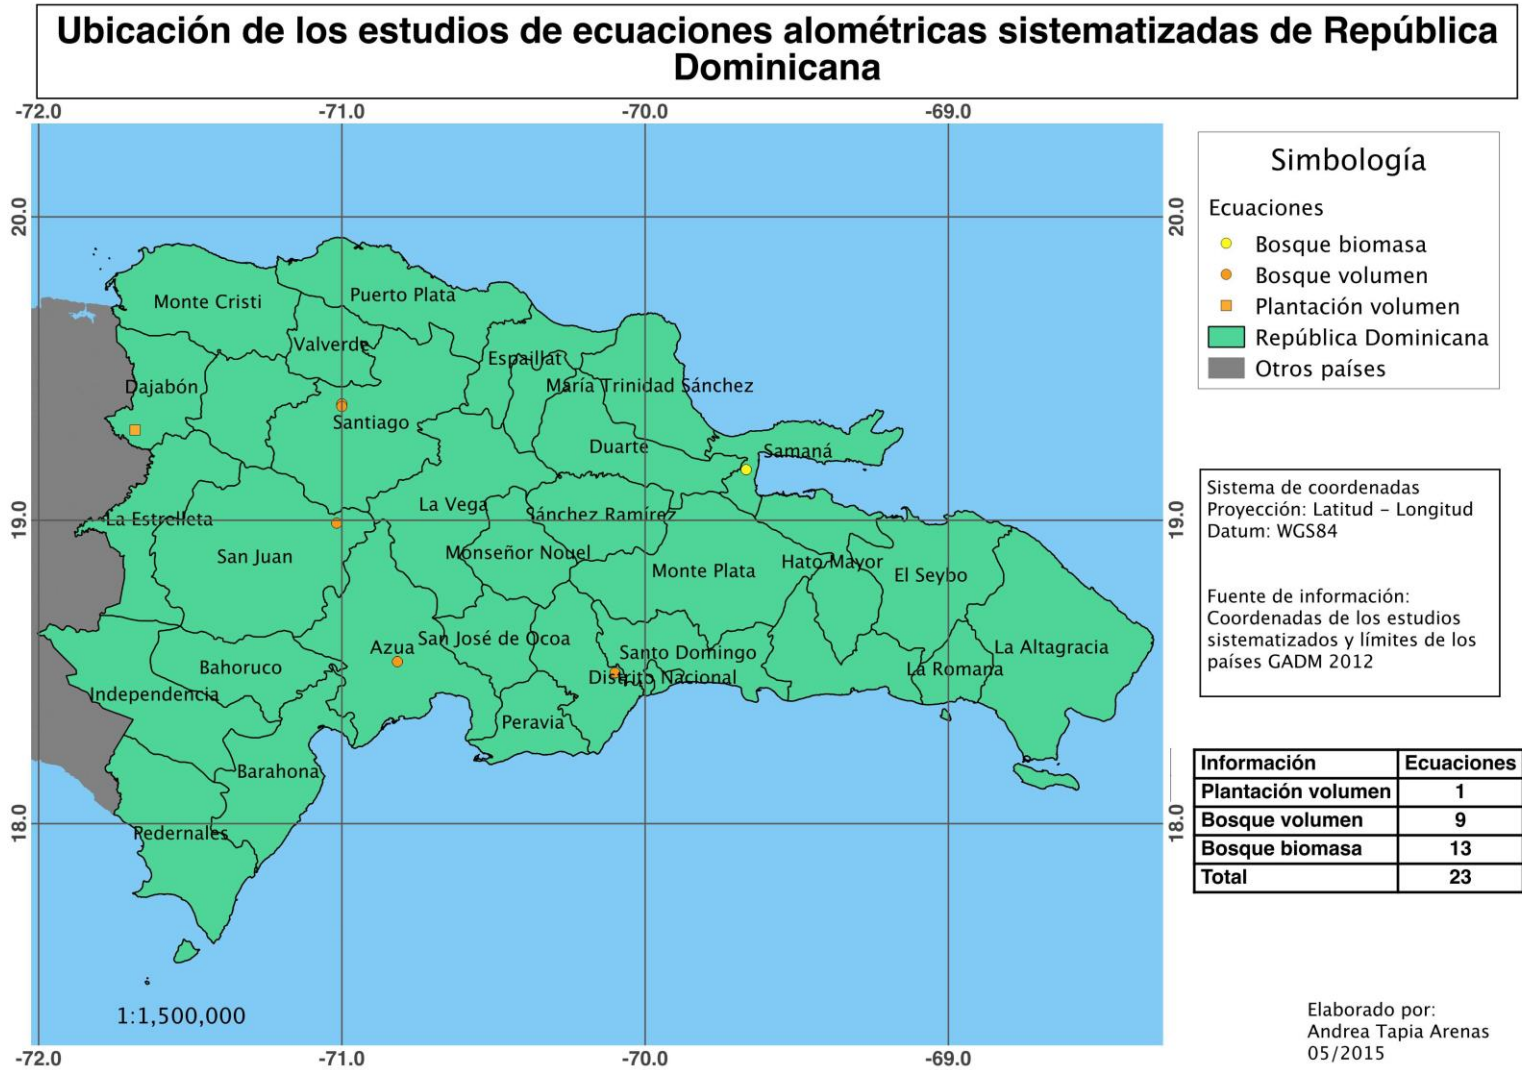 Ubicación de los estudios de ecuaciones alométricas sistematizadas de República
Dominicana
-72.0 -71.0 -70.0 -69.0
20.0 20.0
19.0 19.0
18.0 18.0
Monte Cristi
Puerto Plata
Valverde
Espaillat
Dajabón
María Trinidad Sánchez
Santiago
Duarte
Samaná
La Vega
Sánchez Ramírez
La Estrelleta
San Juan
Monseñor Nouel
Monte Plata
Hato Mayor
El Seybo
Azua
San José de Ocoa
Santo Domingo
La Altagracia
Bahoruco
Distrito Nacional
La Romana
Independencia
Peravia
Barahona
Pedernales
1:1,500,000
-72.0 -71.0 -70.0 -69.0
Simbología
Ecuaciones
Bosque biomasa
Bosque volumen
Plantación volumen
República Dominicana
Otros países
Sistema de coordenadas
Proyección: Latitud - Longitud
Datum: WGS84
Fuente de información:
Coordenadas de los estudios
sistematizados y límites de los
países GADM 2012
Información Ecuaciones
Plantación volumen 1
Bosque volumen 9
Bosque biomasa 13
Total 23
Elaborado por:
Andrea Tapia Arenas
05/2015